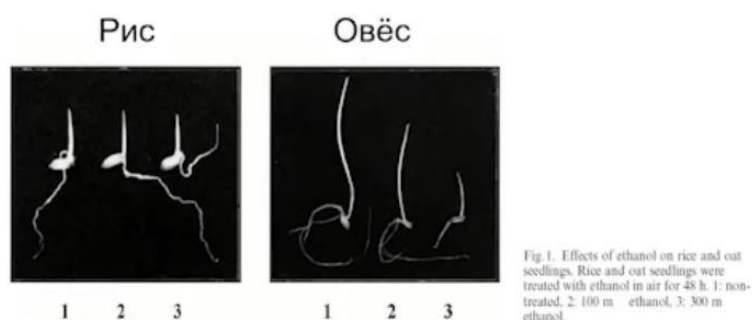 Рис
Овёс
1 2 3
1 2 3
Fig.1. Effects of ethanol on rice and oat
seedlings. Rice and oat seedlings were
treated with ethanol in air for 48 h. 1: non-
treated, 2: 100 m ethanol, 3: 300 m
ethanol.